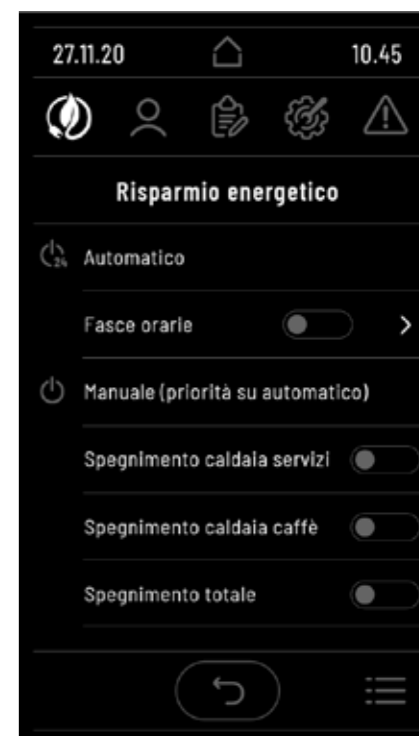 27.11.20 10.45
Risparmio energetico
24 Automatico
Fasce orarie
Manuale (priorità su automatico)
Spegnimento caldaia servizi
Spegnimento caldaia caffè
Spegnimento totale